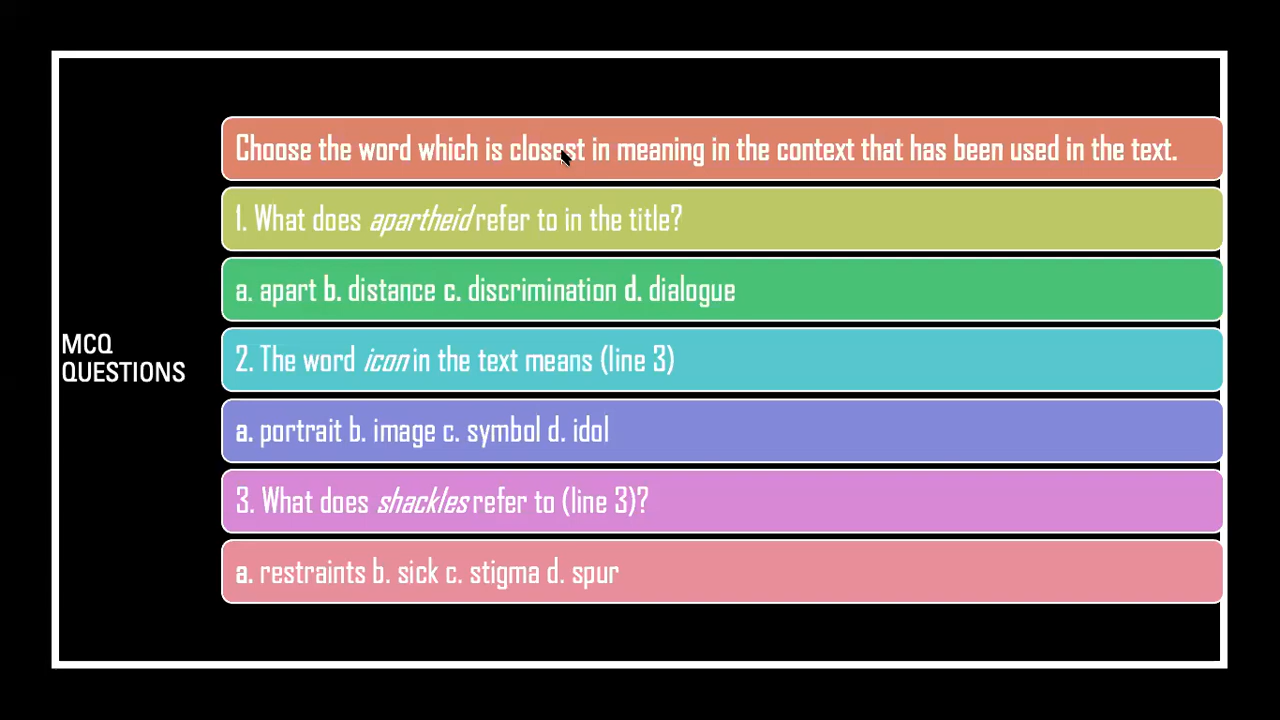 MCQ
QUESTIONS
Choose the word which is closest in meaning in the context that has been used in the text.
1. What does apartheid refer to in the title?
a. apart b. distance c. discrimination d. dialogue
2. The word icon in the text means (line 3)
a. portrait b. image c. symbol d. idol
3. What does shackles refer to (line 3)?
a. restraints b. sick c. stigma d. spur